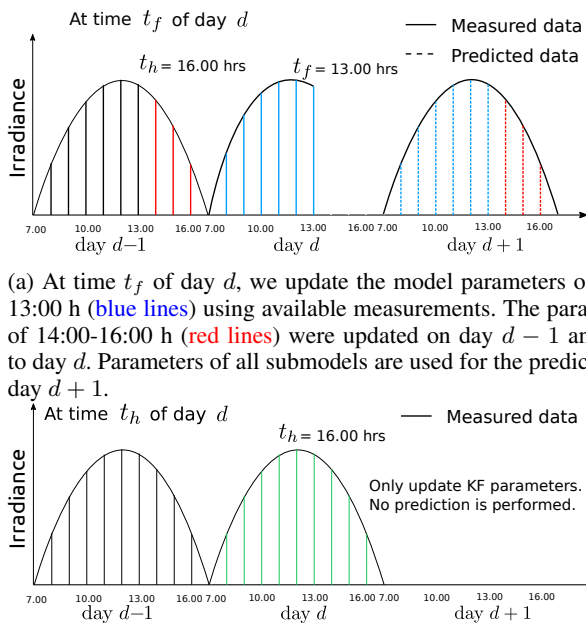 At time t_f of day d
Measured data
Predicted data
t_h = 16.00 hrs
t_f = 13.00 hrs
Irradiance
7.00 10.00 13.00 16.00 7.00 10.00 13.00 16.00 7.00 10.00 13.00 16.00
day d−1 day d day d + 1
(a) At time t_f of day d, we update the model parameters o
13:00 h (blue lines) using available measurements. The para
of 14:00-16:00 h (red lines) were updated on day d − 1 an
to day d. Parameters of all submodels are used for the predic
day d + 1.
At time t_h of day d
Measured data
t_h = 16.00 hrs
Only update KF parameters.
No prediction is performed.
Irradiance
7.00 10.00 13.00 16.00 7.00 10.00 13.00 16.00 7.00 10.00 13.00 16.00
day d−1 day d day d + 1